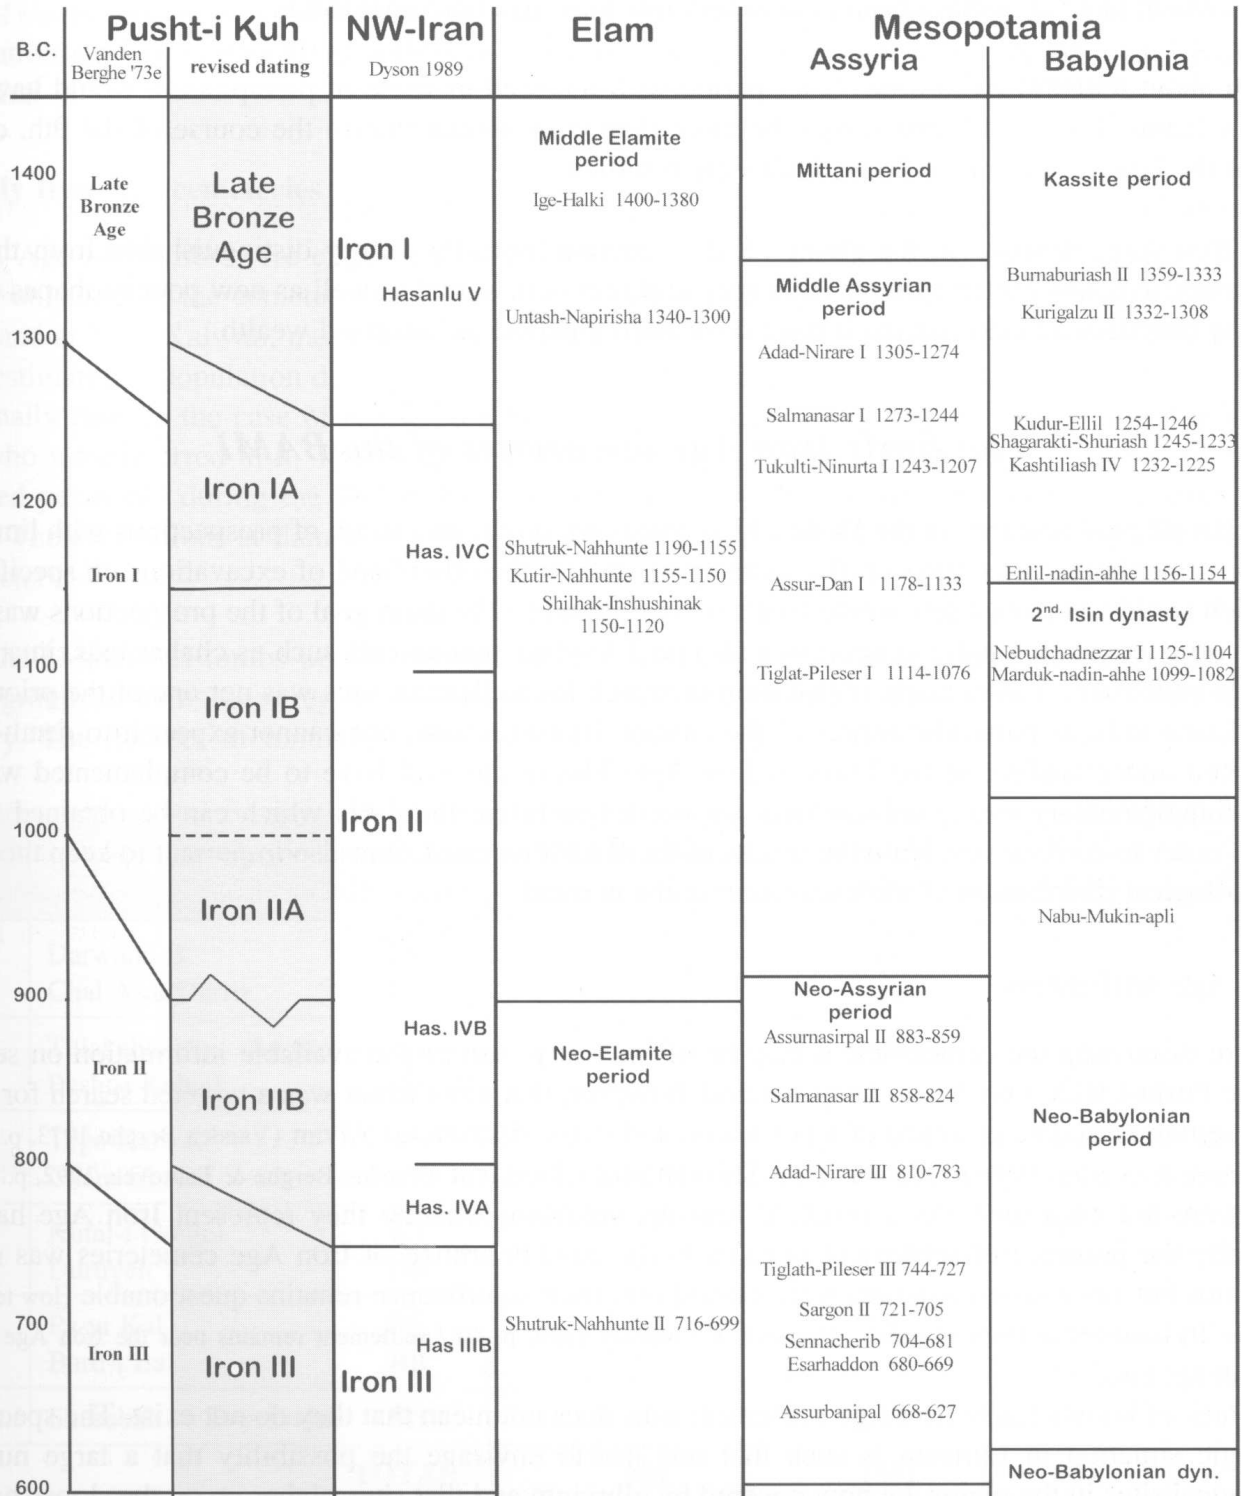 Pusht-i Kuh
NW-Iran
Elam
Mesopotamia
B.C.
Vanden
Berghe '73e
revised dating
Dyson 1989
Assyria
Babylonia
1400
1300
1200
1100
1000
900
800
700
600
Late
Bronze
Age
Iron I
Iron II
Iron III
Late
Bronze
Age
Iron IA
Iron IB
Iron IIA
Iron IIB
Iron III
Iron I
Hasanlu V
Has. IVC
Iron II
Has. IVB
Has. IVA
Has IIIB
Iron III
Middle Elamite
period
Ige-Halki 1400-1380
Untash-Napirisha 1340-1300
Shutruk-Nahhunte 1190-1155
Kutir-Nahhunte 1155-1150
Shilhak-Inshushinak
1150-1120
Neo-Elamite
period
Shutruk-Nahhunte II 716-699
Mittani period
Middle Assyrian
period
Adad-Nirare I 1305-1274
Salmanasar I 1273-1244
Tukulti-Ninurta I 1243-1207
Assur-Dan I 1178-1133
Tiglat-Pileser I 1114-1076
Neo-Assyrian
period
Assurnasirpal II 883-859
Salmanasar III 858-824
Adad-Nirare III 810-783
Tiglath-Pileser III 744-727
Sargon II 721-705
Sennacherib 704-681
Esarhaddon 680-669
Assurbanipal 668-627
Kassite period
Burnaburiash II 1359-1333
Kurigalzu II 1332-1308
Kudur-Ellil 1254-1246
Shagarakti-Shuriash 1245-1233
Kashtiliash IV 1232-1225
Enlil-nadin-ahhe 1156-1154
2nd. Isin dynasty
Nebudchadnezzar I 1125-1104
Marduk-nadin-ahhe 1099-1082
Nabu-Mukin-apli
Neo-Babylonian
period
Neo-Babylonian dyn.